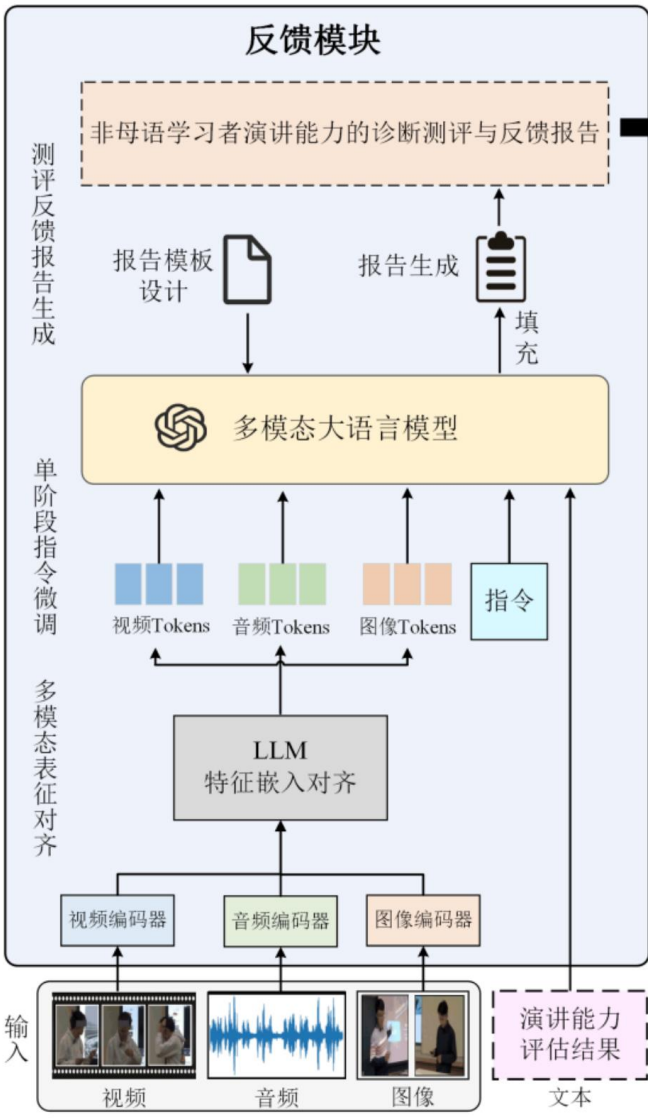 反馈模块
非母语学习者演讲能力的诊断测评与反馈报告
测评反馈报告生成
报告模板
设计
报告生成
填
充
多模态大语言模型
单阶段指令微调
视频Tokens
音频Tokens
图像Tokens
指令
多模态表征对齐
LLM
特征嵌入对齐
视频编码器
音频编码器
图像编码器
输入
视频
音频
图像
演讲能力
评估结果
文本